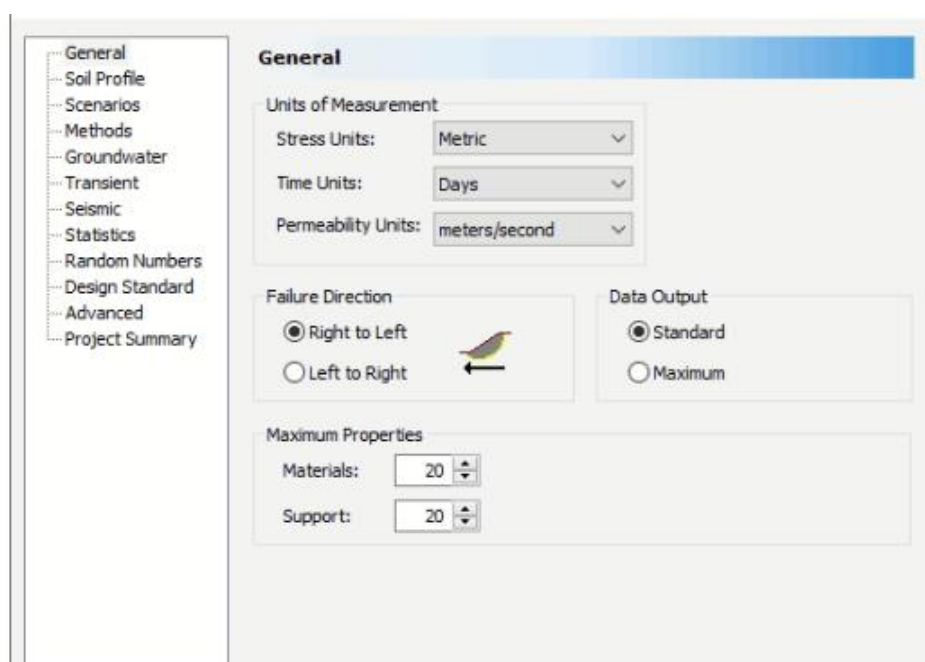 General
Soil Profile
Scenarios
Methods
Groundwater
Transient
Seismic
Statistics
Random Numbers
Design Standard
Advanced
Project Summary
General
Units of Measurement
Stress Units: Metric
Time Units: Days
Permeability Units: meters/second
Failure Direction
Right to Left
Left to Right
Data Output
Standard
Maximum
Maximum Properties
Materials: 20
Support: 20